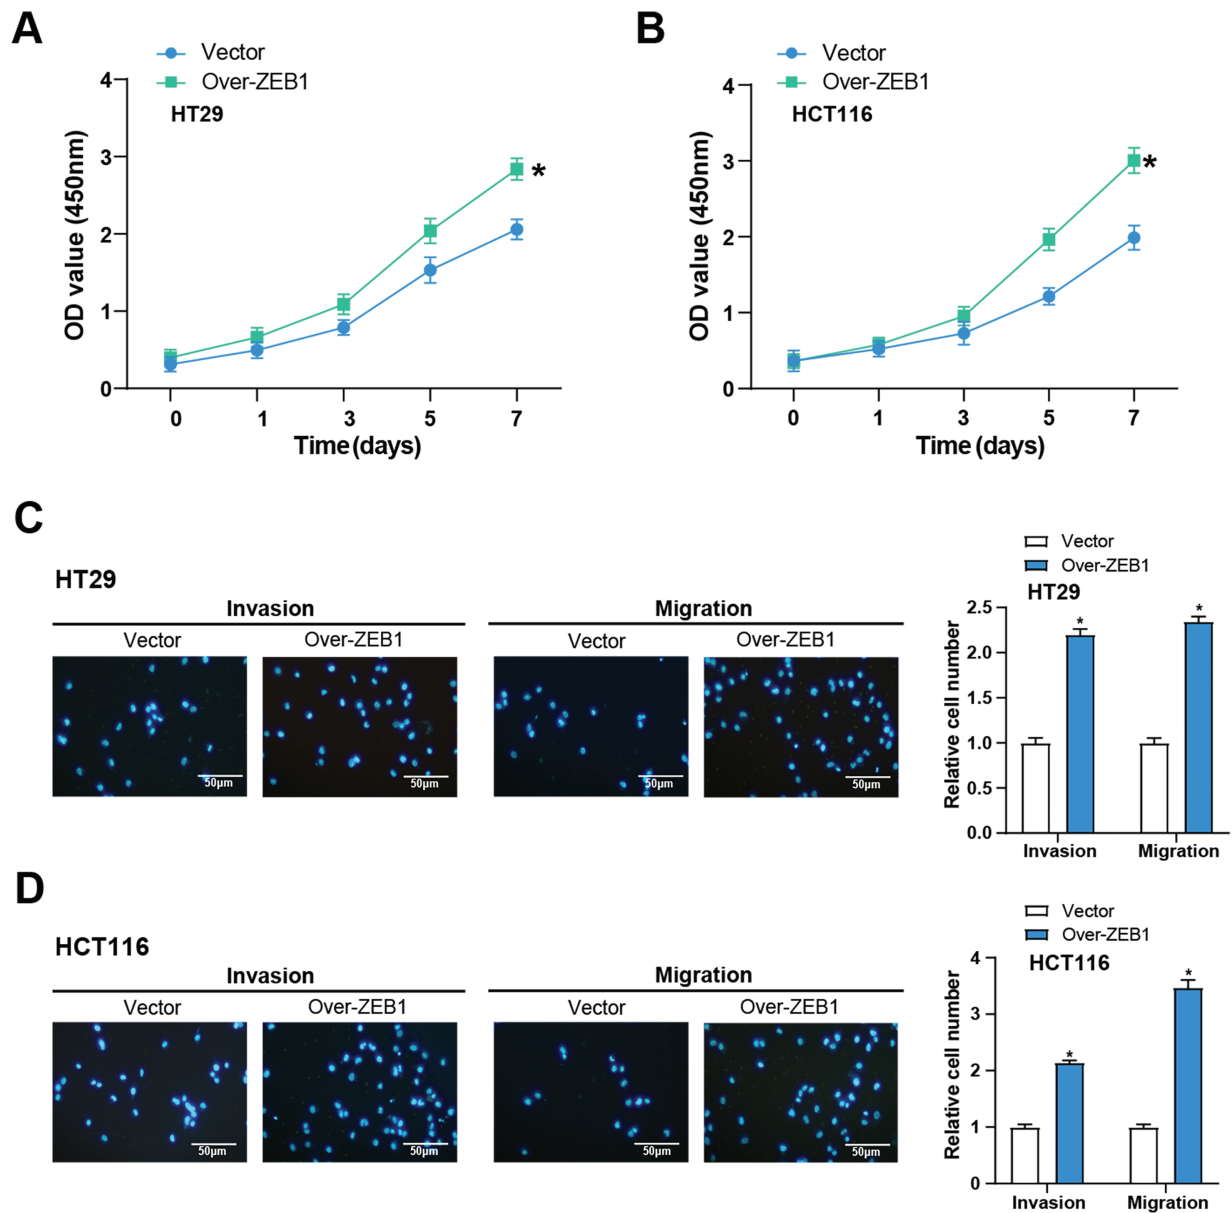 A
Vector
Over-ZEB1
HT29
OD value (450nm)
4
3
2
1
0
0 1 3 5 7
Time(days)
*
B
Vector
Over-ZEB1
HCT116
OD value (450nm)
4
3
2
1
0
0 1 3 5 7
Time (days)
*
C
HT29
Invasion
Migration
Vector
Over-ZEB1
Vector
Over-ZEB1
50μm
50μm
50μm
50μm
Vector
Over-ZEB1
HT29
Relative cell number
2.5
2.0
1.5
1.0
0.5
0.0
*
*
Invasion
Migration
D
HCT116
Invasion
Migration
Vector
Over-ZEB1
Vector
Over-ZEB1
50μm
50μm
50μm
50μm
Vector
Over-ZEB1
HCT116
Relative cell number
4
3
2
1
0
*
*
Invasion
Migration